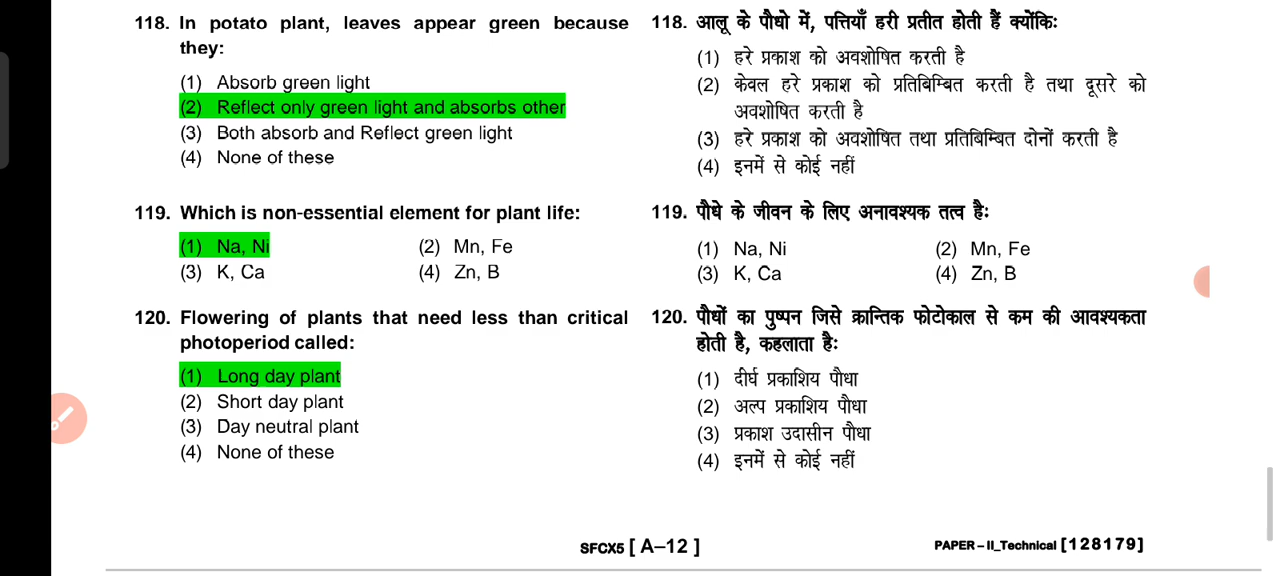 118. In potato plant, leaves appear green because
they:
(1) Absorb green light
(2) Reflect only green light and absorbs other
(3) Both absorb and Reflect green light
(4) None of these
119. Which is non-essential element for plant life:
(1) Na, Ni (2) Mn, Fe
(3) K, Ca (4) Zn, B
120. Flowering of plants that need less than critical
photoperiod called:
(1) Long day plant
(2) Short day plant
(3) Day neutral plant
(4) None of these
118. आलू के पौधो में, पत्तियाँ हरी प्रतीत होती हैं क्योंकिः
(1) हरे प्रकाश को अवशोषित करती है
(2) केवल हरे प्रकाश को प्रतिबिम्बित करती है तथा दूसरे को
अवशोषित करती है
(3) हरे प्रकाश को अवशोषित तथा प्रतिबिम्बित दोनों करती है
(4) इनमें से कोई नहीं
119. पौधे के जीवन के लिए अनावश्यक तत्व हैः
(1) Na, Ni (2) Mn, Fe
(3) K, Ca (4) Zn, B
120. पौधों का पुष्पन जिसे क्रान्तिक फोटोकाल से कम की आवश्यकता
होती है, कहलाता हैः
(1) दीर्घ प्रकाशिय पौधा
(2) अल्प प्रकाशिय पौधा
(3) प्रकाश उदासीन पौधा
(4) इनमें से कोई नहीं
SFCX5 [ A–12 ] PAPER – II_Technical [128179]